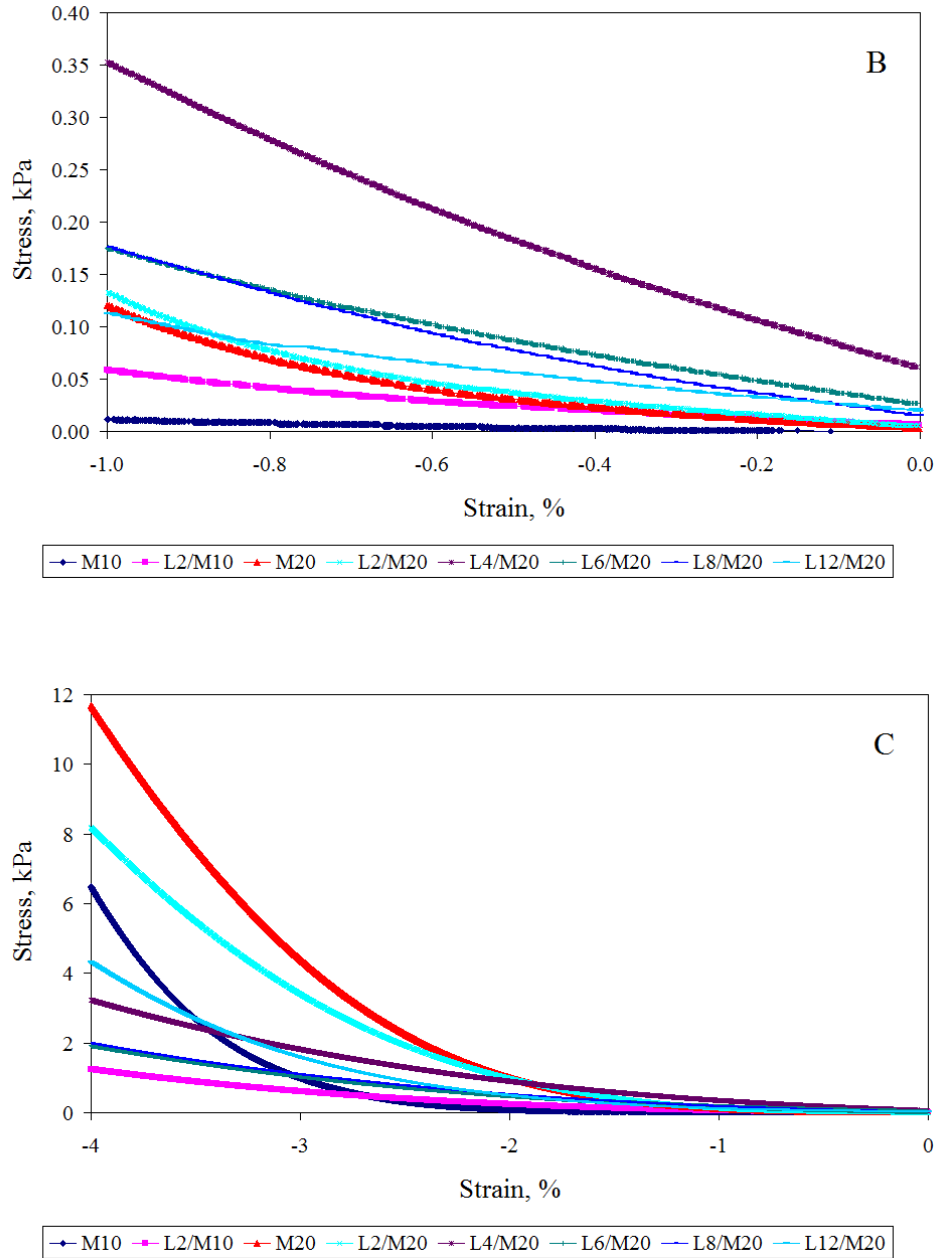 0.40
B
0.35
0.30
0.25
0.20
0.15
0.10
0.05
0.00
Stress, kPa
-1.0 -0.8 -0.6 -0.4 -0.2 0.0
Strain, %
M10 L2/M10 M20 L2/M20 L4/M20 L6/M20 L8/M20 L12/M20
12
C
10
8
6
4
2
0
Stress, kPa
-4 -3 -2 -1 0
Strain, %
M10 L2/M10 M20 L2/M20 L4/M20 L6/M20 L8/M20 L12/M20